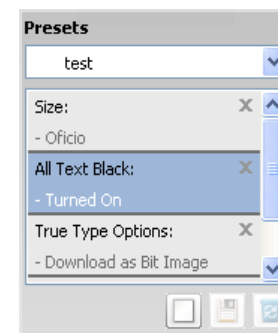 Presets
test
Size:
- Oficio
All Text Black:
- Turned On
True Type Options:
- Download as Bit Image